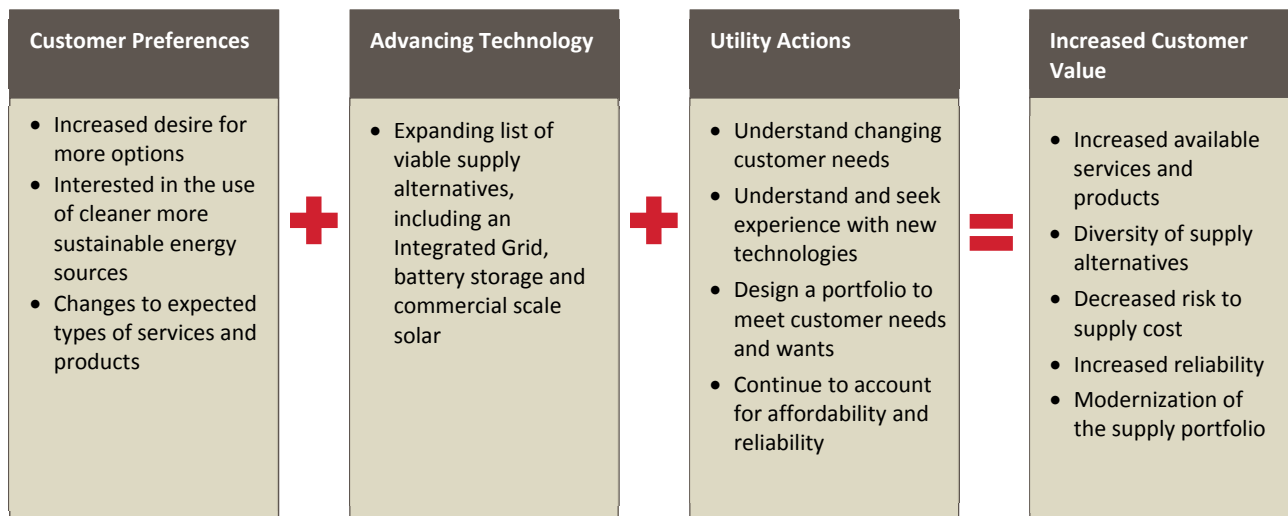 Customer Preferences
• Increased desire for
more options
• Interested in the use
of cleaner more
sustainable energy
sources
• Changes to expected
types of services and
products
Advancing Technology
• Expanding list of
viable supply
alternatives,
including an
Integrated Grid,
battery storage and
commercial scale
solar
Utility Actions
• Understand changing
customer needs
• Understand and seek
experience with new
technologies
• Design a portfolio to
meet customer needs
and wants
• Continue to account
for affordability and
reliability
Increased Customer
Value
• Increased available
services and
products
• Diversity of supply
alternatives
• Decreased risk to
supply cost
• Increased reliability
• Modernization of
the supply portfolio